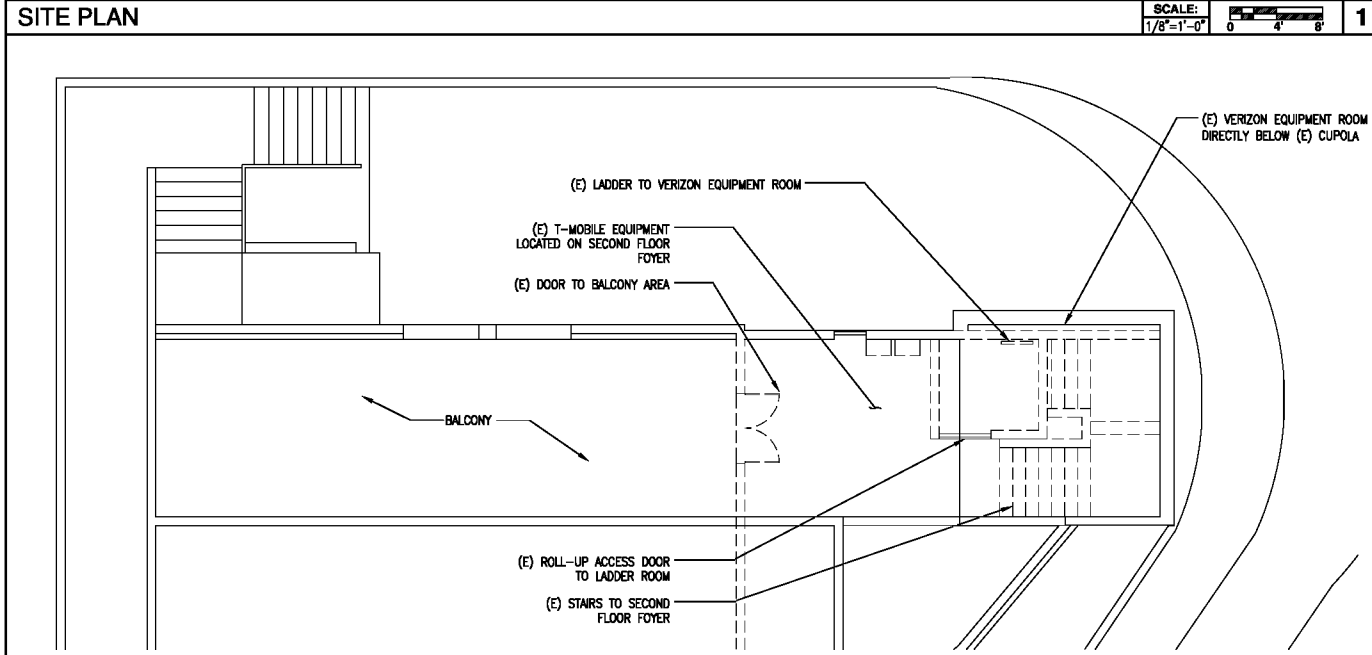 SITE PLAN
SCALE:
1/8"=1'-0"
0 4' 8'
1
(E) VERIZON EQUIPMENT ROOM
DIRECTLY BELOW (E) CUPOLA
(E) LADDER TO VERIZON EQUIPMENT ROOM
(E) T-MOBILE EQUIPMENT
LOCATED ON SECOND FLOOR
FOYER
(E) DOOR TO BALCONY AREA
BALCONY
(E) ROLL-UP ACCESS DOOR
TO LADDER ROOM
(E) STAIRS TO SECOND
FLOOR FOYER